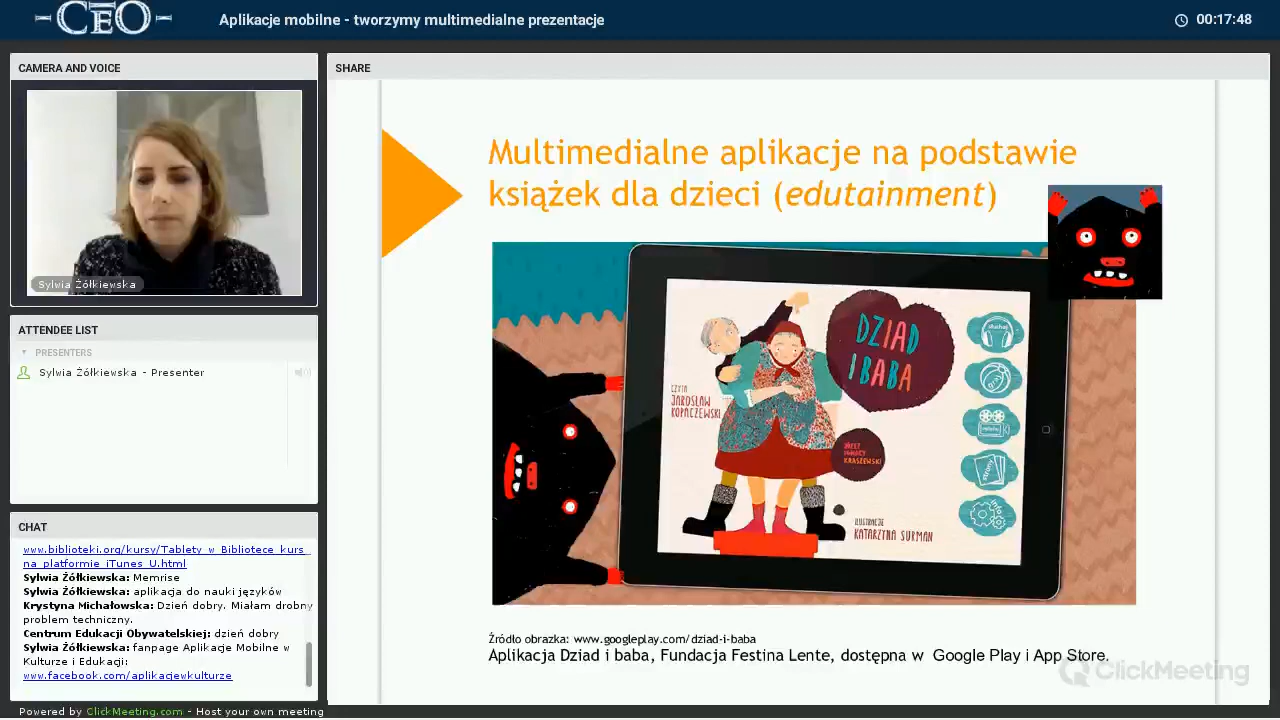 CEO
Aplikacje mobilne - tworzymy multimedialne prezentacje
00:17:48
CAMERA AND VOICE
Sylwia Żółkiewska
ATTENDEE LIST
PRESENTERS
Sylwia Żółkiewska - Presenter
CHAT
www.biblioteki.org/kursy/Tablety_w_Bibliotece_kurs_
na_platformie_iTunes_U.html
Sylwia Żółkiewska: Memrise
Sylwia Żółkiewska: aplikacja do nauki języków
Krystyna Michałowska: Dzień dobry. Miałam drobny
problem techniczny.
Centrum Edukacji Obywatelskiej: dzień dobry
Sylwia Żółkiewska: fanpage Aplikacje Mobilne w
Kulturze i Edukacji:
www.facebook.com/aplikacjewkulturze
Powered by ClickMeeting.com - Host your own meeting
SHARE
Multimedialne aplikacje na podstawie
książek dla dzieci (edutainment)
DZIAD
I BABA
CZYTA
JAROSŁAW
KOPACZEWSKI
JÓZEF
IGNACY
KRASZEWSKI
ILUSTRACJE
KATARZYNA SURMAN
słuchaj
strony
Źródło obrazka: www.googleplay.com/dziad-i-baba
Aplikacja Dziad i baba, Fundacja Festina Lente, dostępna w Google Play i App Store.
ClickMeeting